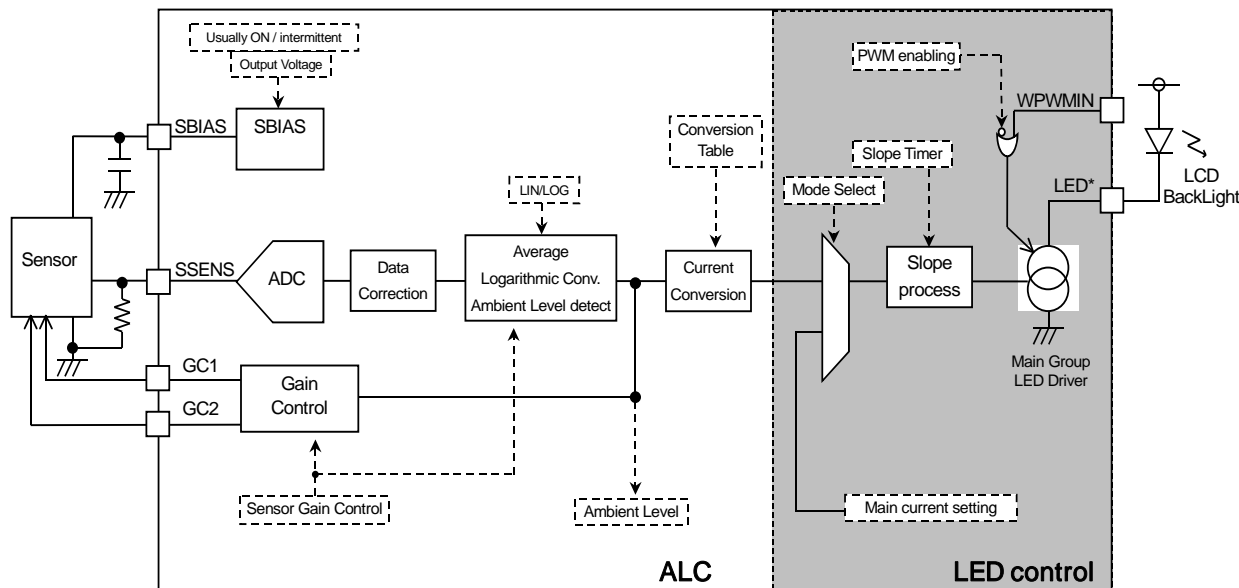 Usually ON / intermittent
Output Voltage
SBIAS
SBIAS
PWM enabling
WPWMIN
Conversion
Table
Slope Timer
LIN/LOG
Mode Select
LED*
LCD
BackLight
Sensor
SSENS
ADC
Data
Correction
Average
Logarithmic Conv.
Ambient Level detect
Current
Conversion
Slope
process
Main Group
LED Driver
GC1
GC2
Gain
Control
Sensor Gain Control
Ambient Level
Main current setting
ALC
LED control